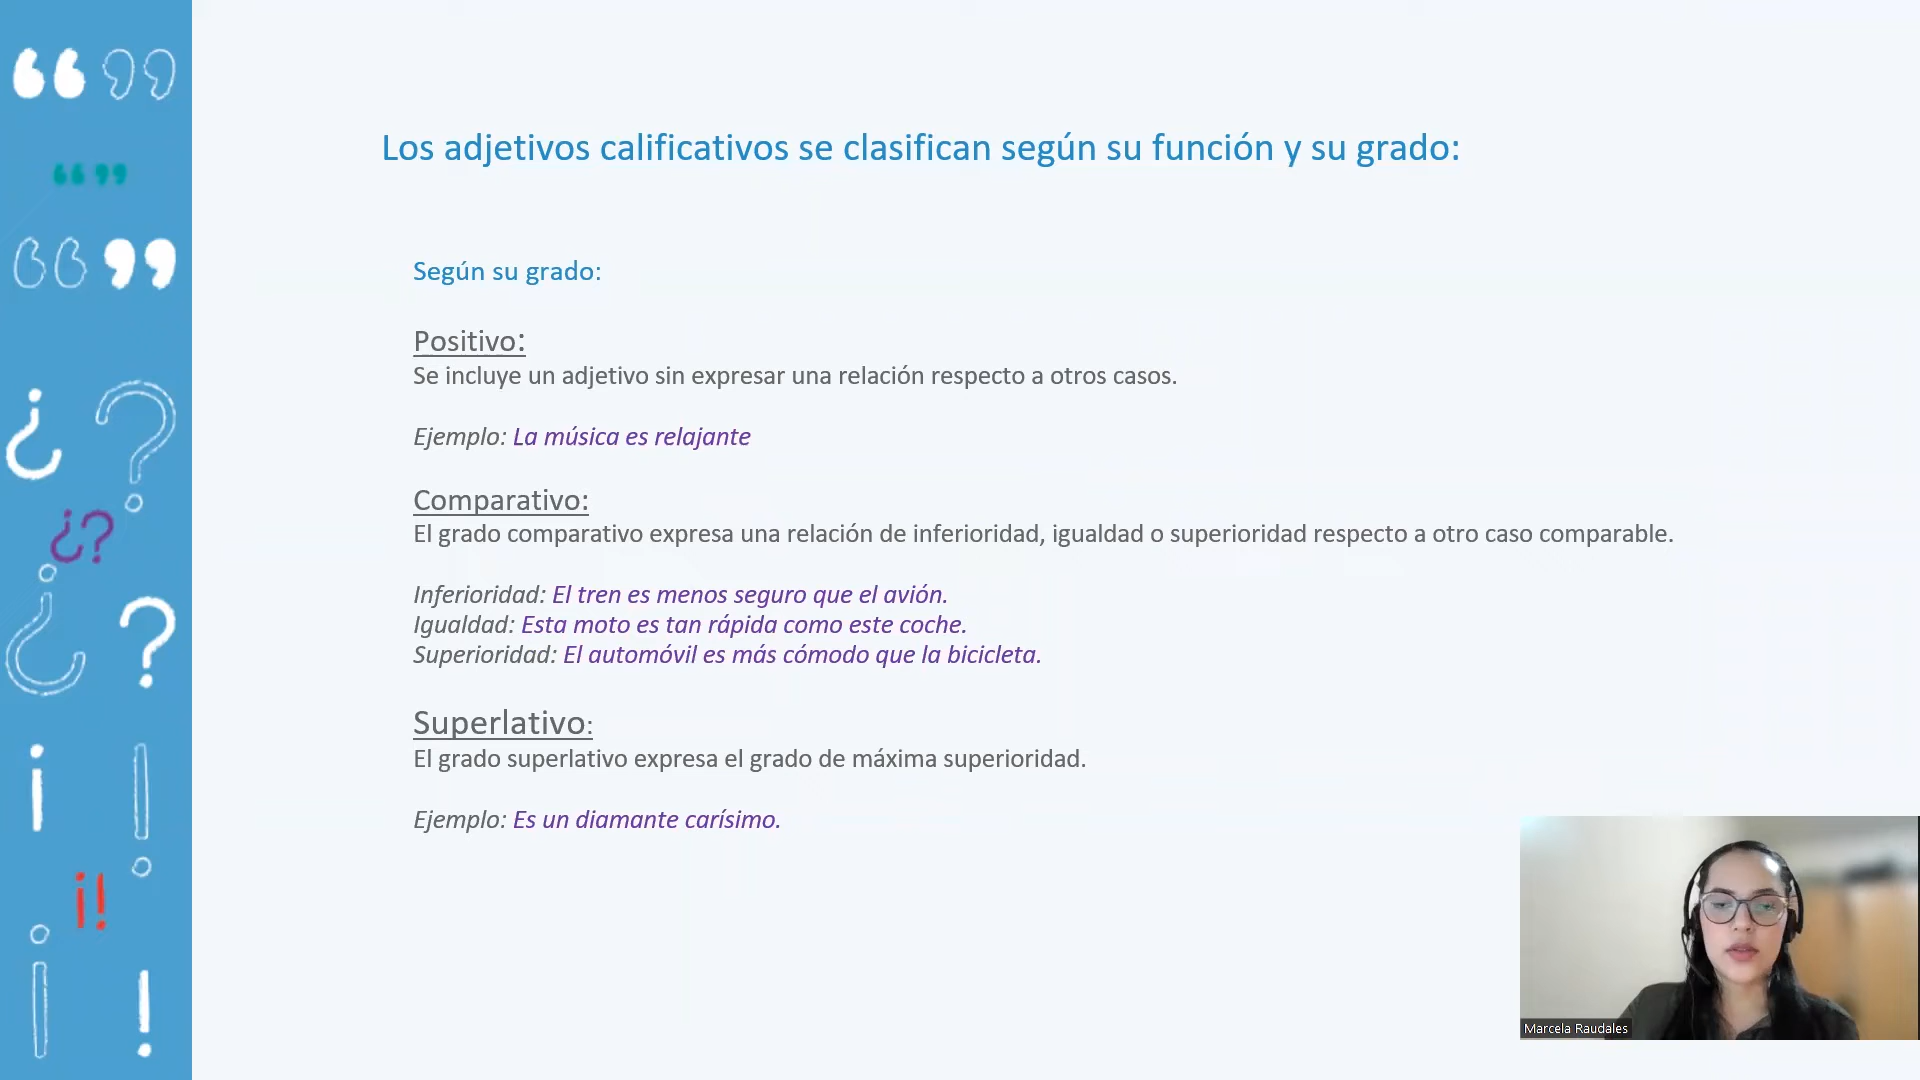 Los adjetivos calificativos se clasifican según su función y su grado:
Según su grado:
Positivo:
Se incluye un adjetivo sin expresar una relación respecto a otros casos.
Ejemplo: La música es relajante
Comparativo:
El grado comparativo expresa una relación de inferioridad, igualdad o superioridad respecto a otro caso comparable.
Inferioridad: El tren es menos seguro que el avión.
Igualdad: Esta moto es tan rápida como este coche.
Superioridad: El automóvil es más cómodo que la bicicleta.
Superlativo:
El grado superlativo expresa el grado de máxima superioridad.
Ejemplo: Es un diamante carísimo.
Marcela Raudales